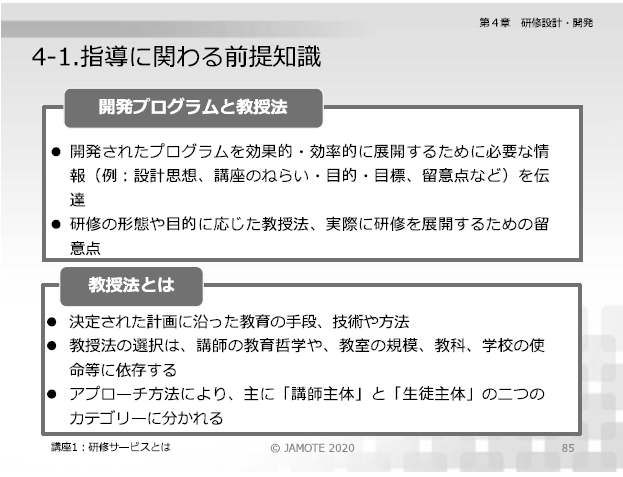 第４章　研修設計・開発
4-1.指導に関わる前提知識
開発プログラムと教授法
● 開発されたプログラムを効果的・効率的に展開するために必要な情
報（例：設計思想、講座のねらい・目的・目標、留意点など）を伝
達
● 研修の形態や目的に応じた教授法、実際に研修を展開するための留
意点
教授法とは
● 決定された計画に沿った教育の手段、技術や方法
● 教授法の選択は、講師の教育哲学や、教室の規模、教科、学校の使
命等に依存する
● アプローチ方法により、主に「講師主体」と「生徒主体」の二つの
カテゴリーに分かれる
講座1：研修サービスとは
© JAMOTE 2020
85